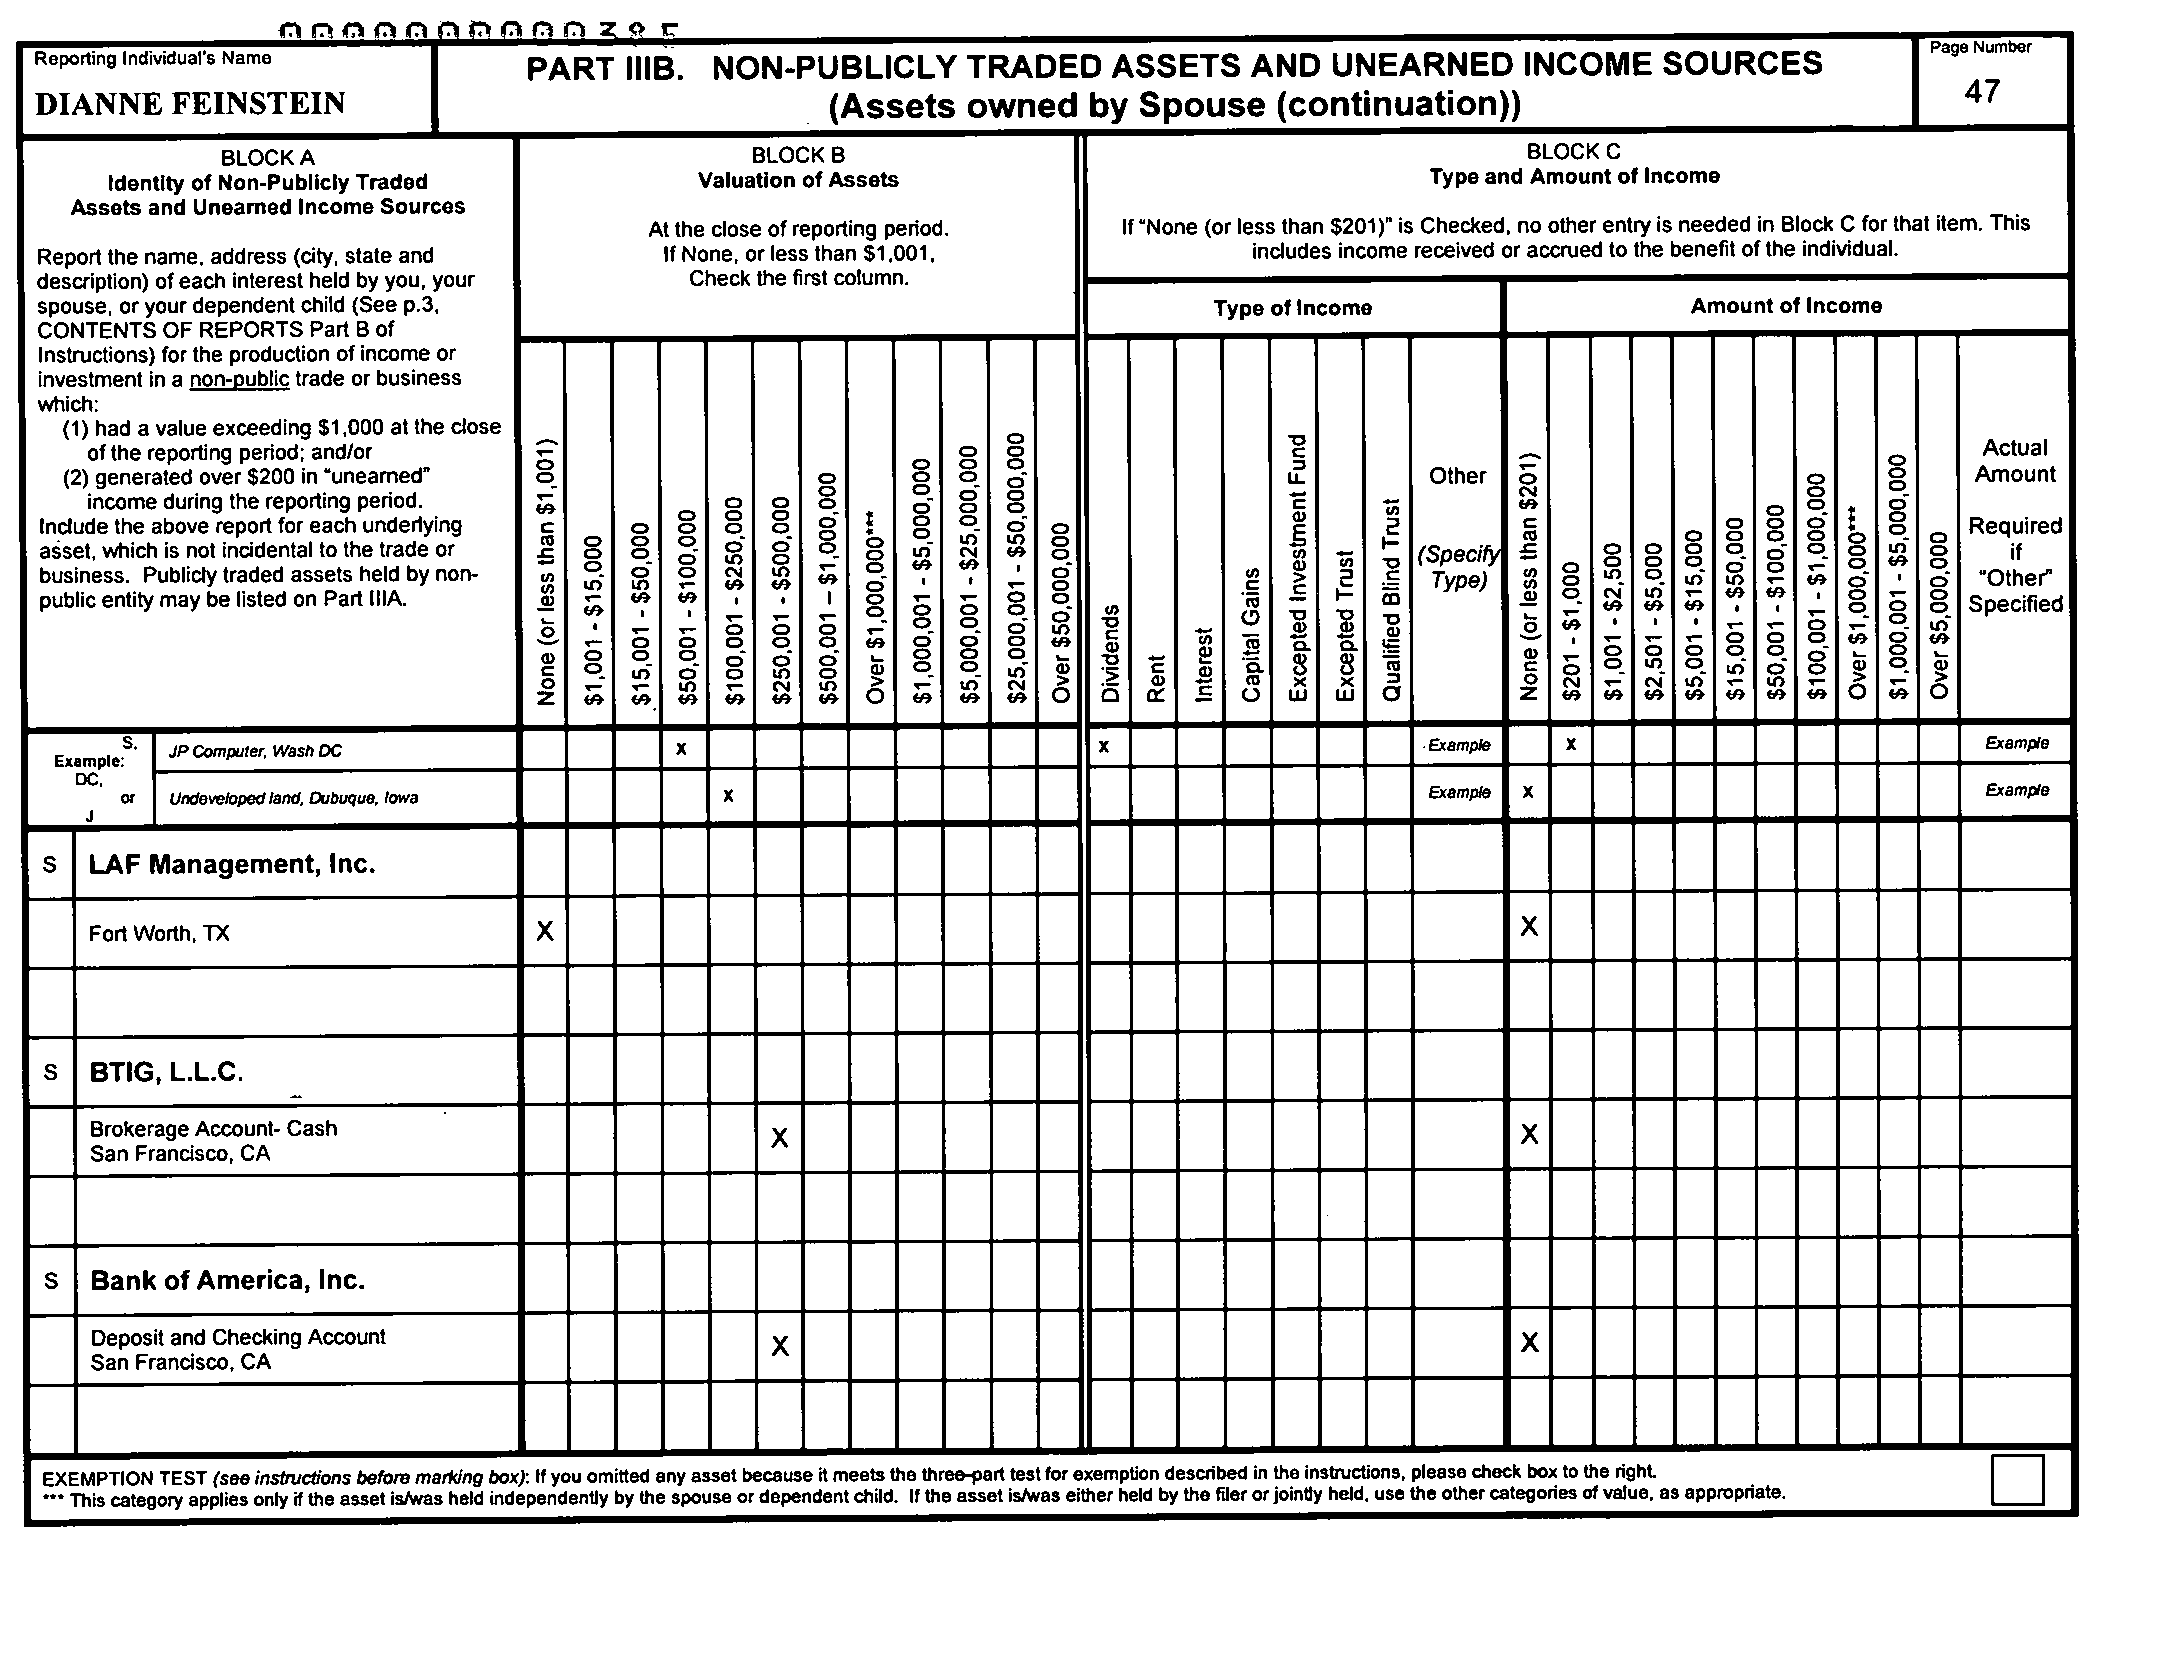 000000000385
Reporting Individual's Name
DIANNE FEINSTEIN
PART IIIB. NON-PUBLICLY TRADED ASSETS AND UNEARNED INCOME SOURCES
(Assets owned by Spouse (continuation))
Page Number
47
BLOCK A
Identity of Non-Publicly Traded
Assets and Unearned Income Sources
Report the name, address (city, state and
description) of each interest held by you, your
spouse, or your dependent child (See p.3,
CONTENTS OF REPORTS Part B of
Instructions) for the production of income or
investment in a non-public trade or business
which:
(1) had a value exceeding $1,000 at the close
of the reporting period; and/or
(2) generated over $200 in "unearned"
income during the reporting period.
Include the above report for each underlying
asset, which is not incidental to the trade or
business. Publicly traded assets held by non-
public entity may be listed on Part IIIA.
BLOCK B
Valuation of Assets
At the close of reporting period.
If None, or less than $1,001,
Check the first column.
None (or less than $1,001)
$1,001 - $15,000
$15,001 - $50,000
$50,001 - $100,000
$100,001 - $250,000
$250,001 - $500,000
$500,001 – $1,000,000
Over $1,000,000***
$1,000,001 - $5,000,000
$5,000,001 - $25,000,000
$25,000,001 - $50,000,000
Over $50,000,000
BLOCK C
Type and Amount of Income
If "None (or less than $201)" is Checked, no other entry is needed in Block C for that item. This
includes income received or accrued to the benefit of the individual.
Type of Income
Amount of Income
Dividends
Rent
Interest
Capital Gains
Excepted Investment Fund
Excepted Trust
Qualified Blind Trust
Other
(Specify
Type)
None (or less than $201)
$201 - $1,000
$1,001 - $2,500
$2,501 - $5,000
$5,001 - $15,000
$15,001 - $50,000
$50,001 - $100,000
$100,001 - $1,000,000
Over $1,000,000***
$1,000,001 - $5,000,000
Over $5,000,000
Actual
Amount
Required
if
"Other"
Specified
Example:
S,
DC,
or
J
JP Computer, Wash DC
X
X
Example
X
Example
Undeveloped land, Dubuque, Iowa
X
Example
X
Example
S LAF Management, Inc.
Fort Worth, TX
X
X
S BTIG, L.L.C.
Brokerage Account- Cash
San Francisco, CA
X
X
S Bank of America, Inc.
Deposit and Checking Account
San Francisco, CA
X
X
EXEMPTION TEST (see instructions before marking box): If you omitted any asset because it meets the three-part test for exemption described in the instructions, please check box to the right.
*** This category applies only if the asset is/was held independently by the spouse or dependent child. If the asset is/was either held by the filer or jointly held, use the other categories of value, as appropriate.